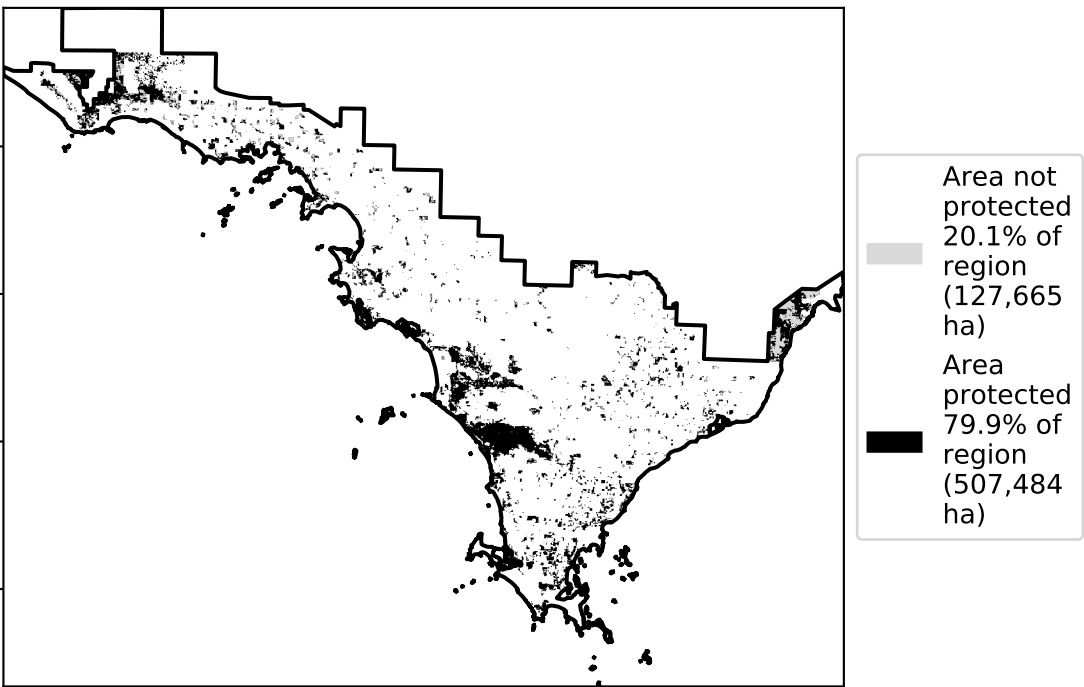 Area not
protected
20.1% of
region
(127,665
ha)
Area
protected
79.9% of
region
(507,484
ha)